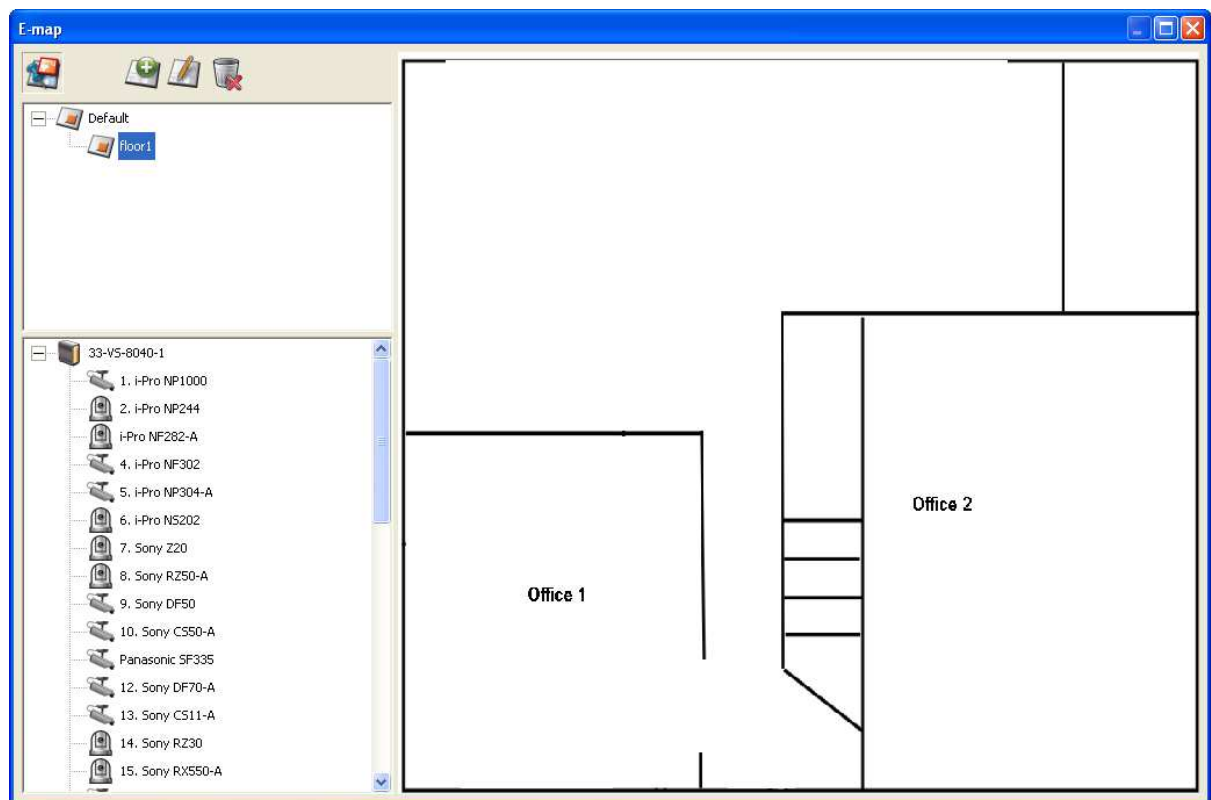 E-map
Default
floor1
33-VS-8040-1
1. i-Pro NP1000
2. i-Pro NP244
i-Pro NF282-A
4. i-Pro NF302
5. i-Pro NP304-A
6. i-Pro NS202
7. Sony Z20
8. Sony RZ50-A
9. Sony DF50
10. Sony CS50-A
Panasonic SF335
12. Sony DF70-A
13. Sony CS11-A
14. Sony RZ30
15. Sony RX550-A
Office 1
Office 2